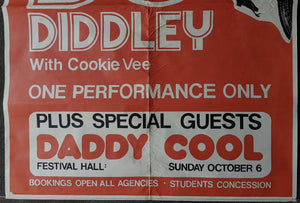 DIDDLEY
With Cookie Vee
ONE PERFORMANCE ONLY
PLUS SPECIAL GUESTS
DADDY COOL
FESTIVAL HALL: SUNDAY OCTOBER 6
BOOKINGS OPEN ALL AGENCIES · STUDENTS CONCESSION